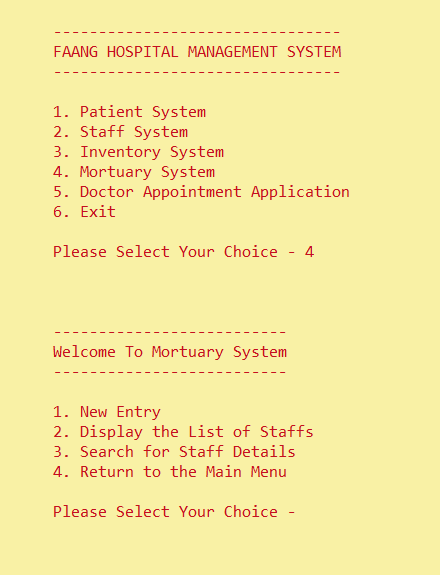 --------------------------------
FAANG HOSPITAL MANAGEMENT SYSTEM
--------------------------------
1. Patient System
2. Staff System
3. Inventory System
4. Mortuary System
5. Doctor Appointment Application
6. Exit
Please Select Your Choice - 4
--------------------------
Welcome To Mortuary System
--------------------------
1. New Entry
2. Display the List of Staffs
3. Search for Staff Details
4. Return to the Main Menu
Please Select Your Choice -